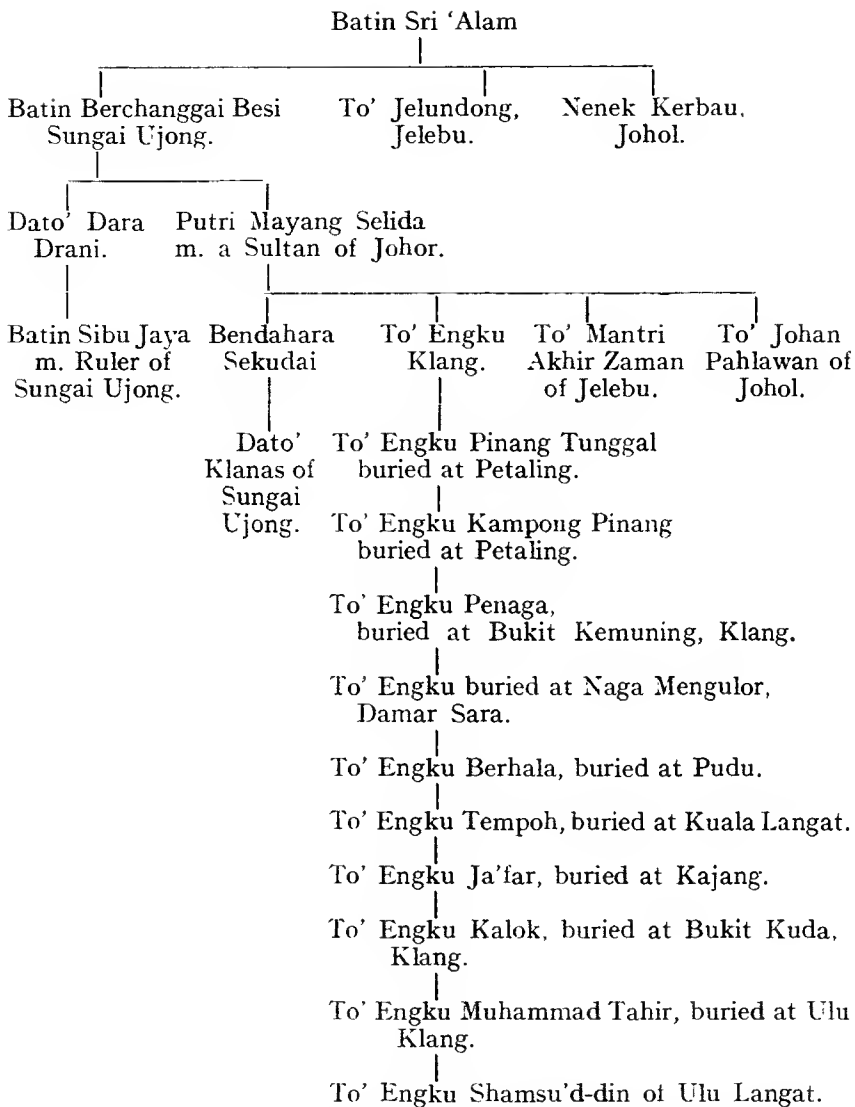 Batin Sri ‘Alam
Batin Berchanggai Besi To’ Jelundong, Nenek Kerbau,
Sungai Ujong. Jelebu. Johol.
Dato’ Dara Putri Mayang Selida
Drani. m. a Sultan of Johor.
Batin Sibu Jaya Bendahara To’ Engku To’ Mantri To’ Johan
m. Ruler of Sekudai Klang. Akhir Zaman Pahlawan of
Sungai Ujong. of Jelebu. Johol.
Dato’ To’ Engku Pinang Tunggal
Klanas of buried at Petaling.
Sungai
Ujong. To’ Engku Kampong Pinang
buried at Petaling.
To’ Engku Penaga,
buried at Bukit Kemuning, Klang.
To’ Engku buried at Naga Mengulor,
Damar Sara.
To’ Engku Berhala, buried at Pudu.
To’ Engku Tempoh, buried at Kuala Langat.
To’ Engku Ja’far, buried at Kajang.
To’ Engku Kalok, buried at Bukit Kuda,
Klang.
To’ Engku Muhammad Tahir, buried at Ulu
Klang.
To’ Engku Shamsu’d-din of Ulu Langat.